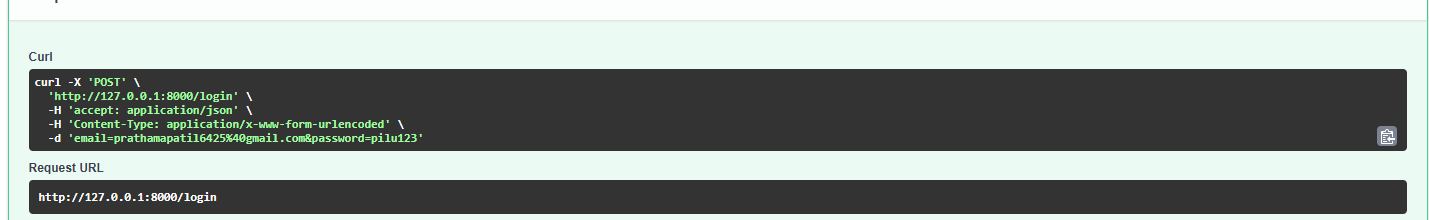 Curl
curl -X 'POST' \
  'http://127.0.0.1:8000/login' \
  -H 'accept: application/json' \
  -H 'Content-Type: application/x-www-form-urlencoded' \
  -d 'email=prathamapatil6425%40gmail.com&password=pilu123'
Request URL
http://127.0.0.1:8000/login